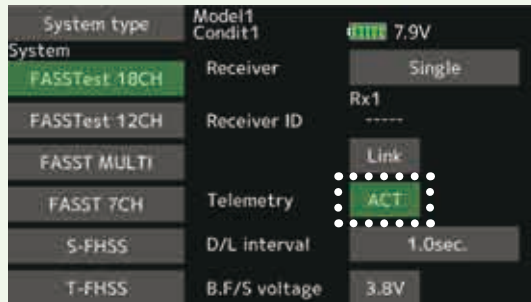 System type
Model1
Condit1
7.9V
System
FASSTest 18CH
Receiver
Single
Rx1
FASSTest 12CH
Receiver ID
-----
FASST MULTI
Link
FASST 7CH
Telemetry
ACT
S-FHSS
D/L interval
1.0sec.
T-FHSS
B.F/S voltage
3.8V